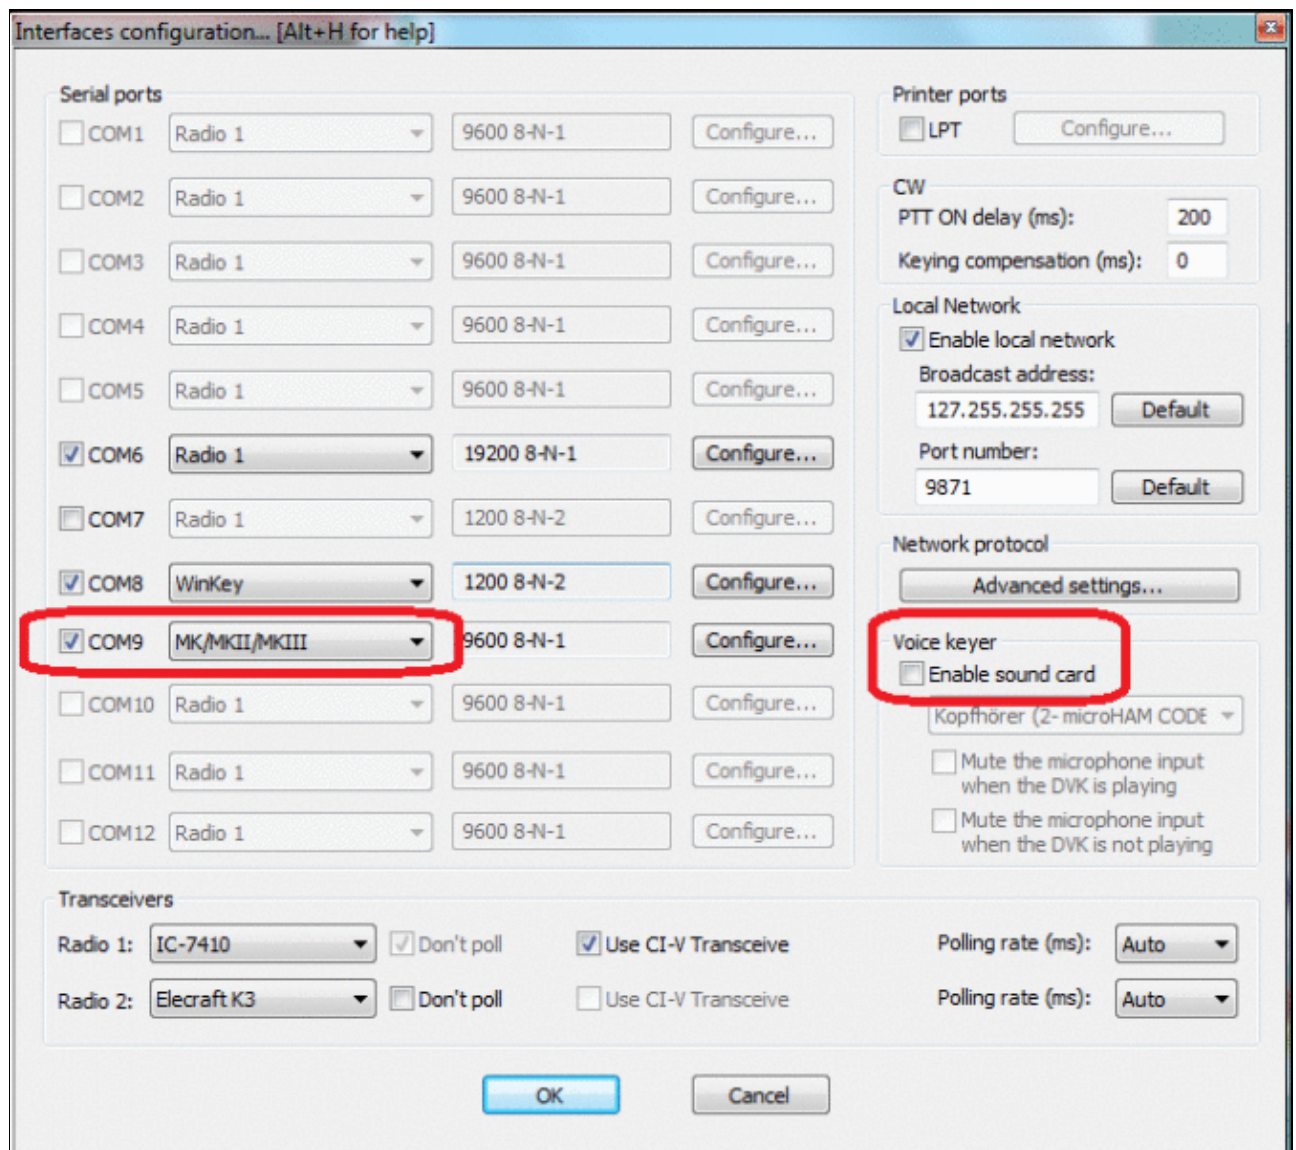 Interfaces configuration... [Alt+H for help]
Serial ports
COM1 Radio 1 9600 8-N-1 Configure...
COM2 Radio 1 9600 8-N-1 Configure...
COM3 Radio 1 9600 8-N-1 Configure...
COM4 Radio 1 9600 8-N-1 Configure...
COM5 Radio 1 9600 8-N-1 Configure...
COM6 Radio 1 19200 8-N-1 Configure...
COM7 Radio 1 1200 8-N-2 Configure...
COM8 WinKey 1200 8-N-2 Configure...
COM9 MK/MKII/MKIII 9600 8-N-1 Configure...
COM10 Radio 1 9600 8-N-1 Configure...
COM11 Radio 1 9600 8-N-1 Configure...
COM12 Radio 1 9600 8-N-1 Configure...
Printer ports
LPT Configure...
CW
PTT ON delay (ms): 200
Keying compensation (ms): 0
Local Network
Enable local network
Broadcast address:
127.255.255.255 Default
Port number:
9871 Default
Network protocol
Advanced settings...
Voice keyer
Enable sound card
Kopfhörer (2- microHAM CODE
Mute the microphone input
when the DVK is playing
Mute the microphone input
when the DVK is not playing
Transceivers
Radio 1: IC-7410 Don't poll Use CI-V Transceive Polling rate (ms): Auto
Radio 2: Elecraft K3 Don't poll Use CI-V Transceive Polling rate (ms): Auto
OK Cancel